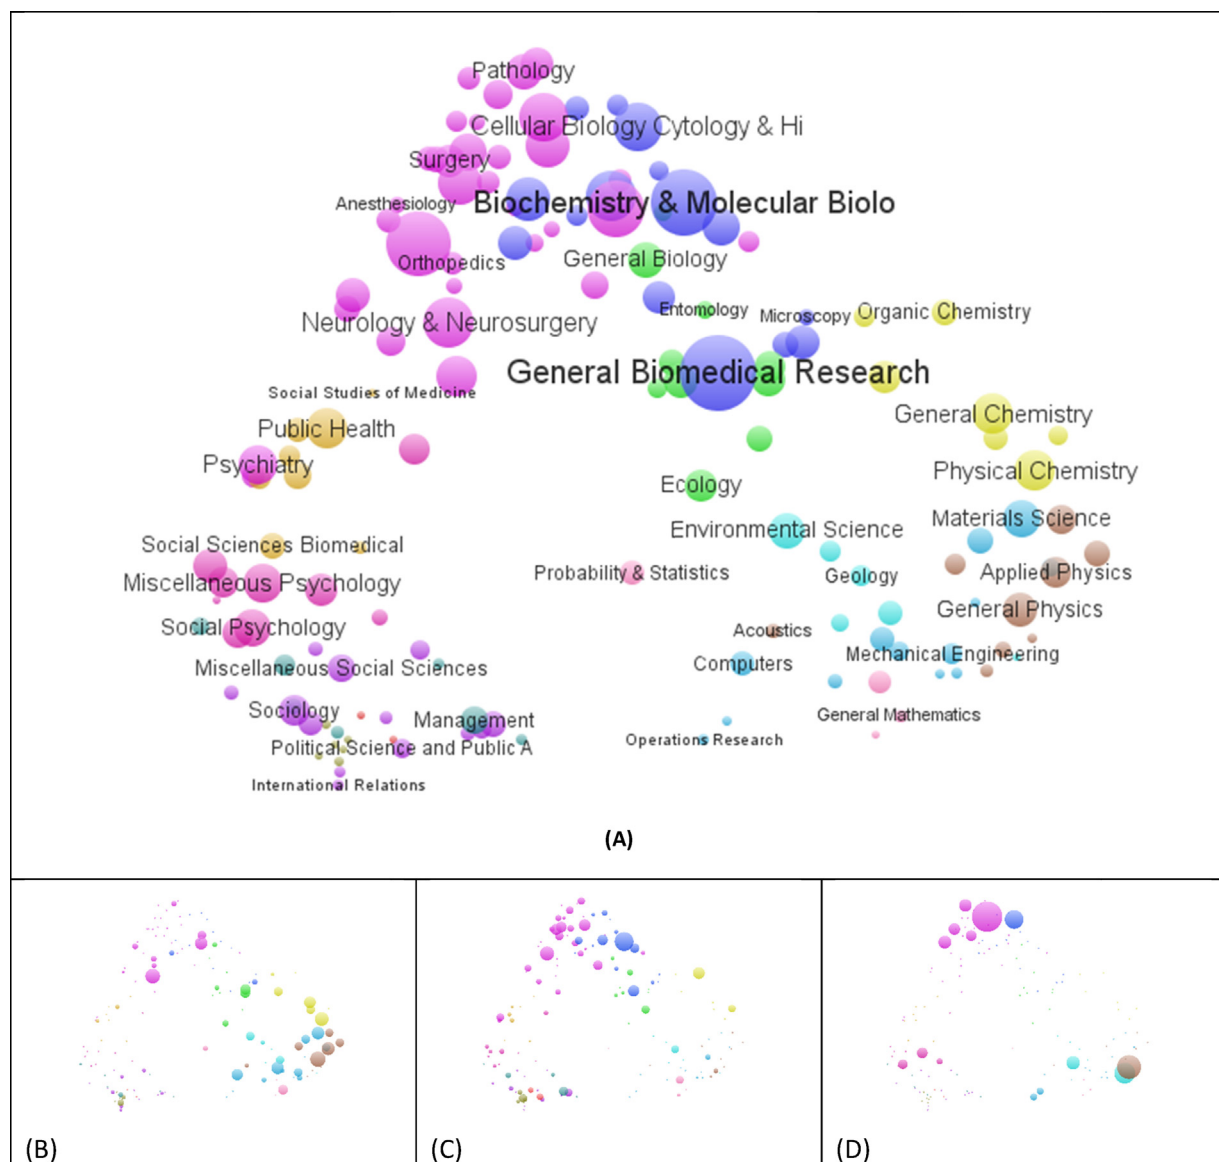 Pathology
Cellular Biology Cytology & Hi
Surgery
Anesthesiology
Biochemistry & Molecular Biolo
Orthopedics
General Biology
Entomology
Microscopy
Organic Chemistry
Neurology & Neurosurgery
General Biomedical Research
Social Studies of Medicine
Public Health
General Chemistry
Psychiatry
Physical Chemistry
Ecology
Materials Science
Environmental Science
Social Sciences Biomedical
Probability & Statistics
Geology
Applied Physics
Miscellaneous Psychology
General Physics
Social Psychology
Acoustics
Mechanical Engineering
Miscellaneous Social Sciences
Computers
Sociology
Management
General Mathematics
Political Science and Public A
Operations Research
International Relations
(A)
(B)
(C)
(D)